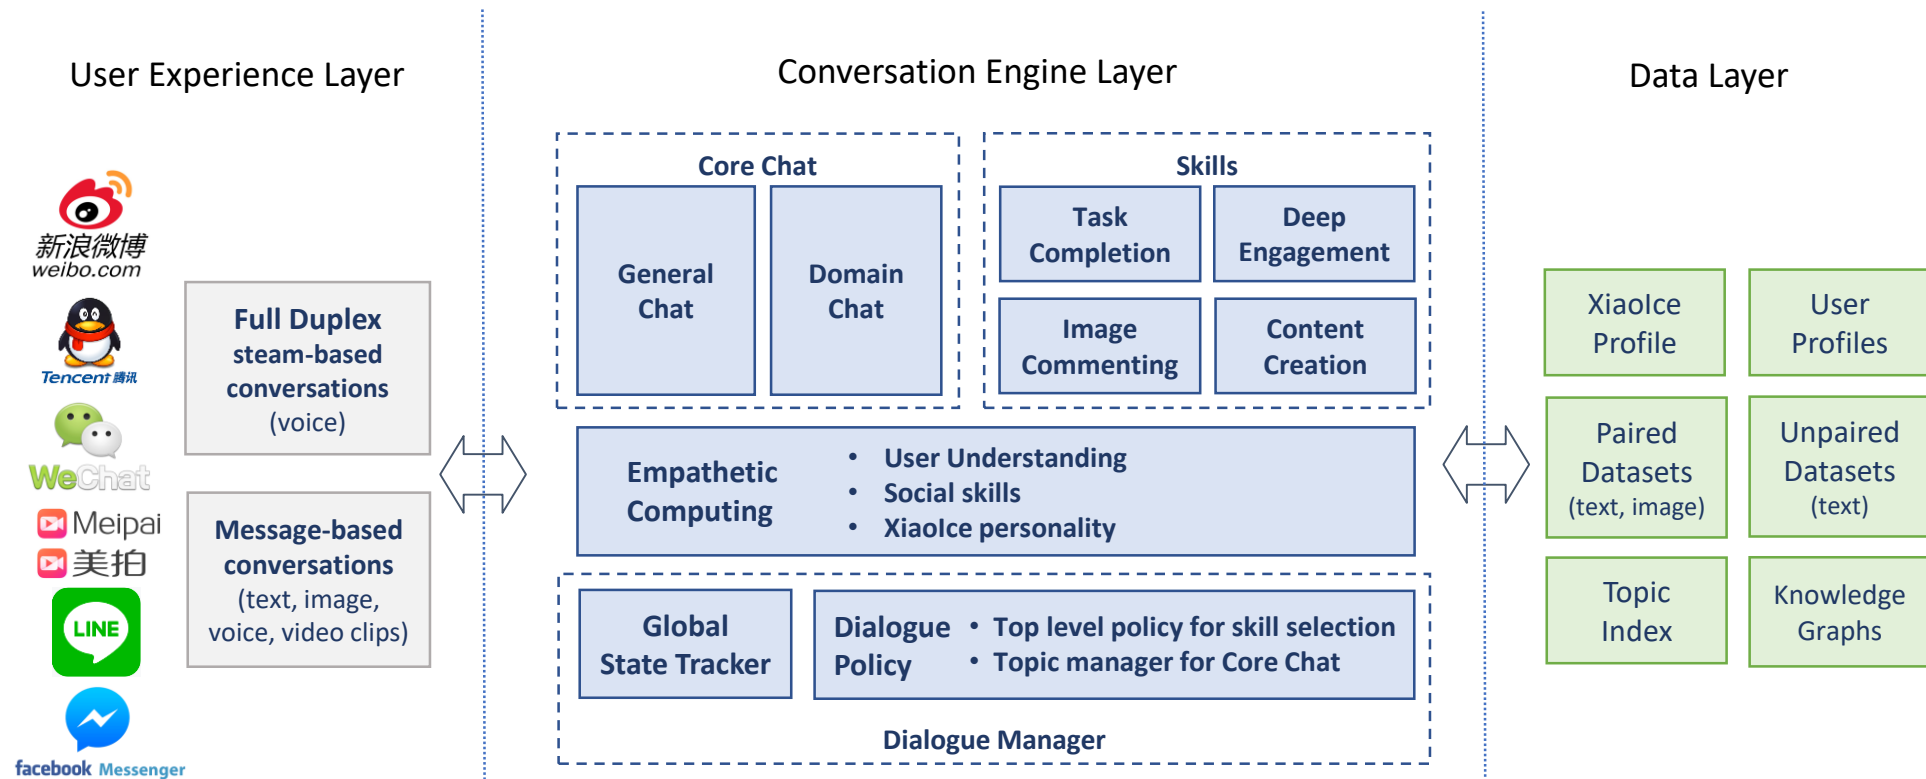 User Experience Layer
Conversation Engine Layer
Data Layer
新浪微博
weibo.com
Tencent 腾讯
WeChat
Meipai
美拍
LINE
facebook Messenger
Full Duplex
steam-based
conversations
(voice)
Message-based
conversations
(text, image,
voice, video clips)
Core Chat
General
Chat
Domain
Chat
Skills
Task
Completion
Deep
Engagement
Image
Commenting
Content
Creation
Empathetic
Computing
• User Understanding
• Social skills
• XiaoIce personality
Global
State Tracker
Dialogue
Policy
• Top level policy for skill selection
• Topic manager for Core Chat
Dialogue Manager
XiaoIce
Profile
User
Profiles
Paired
Datasets
(text, image)
Unpaired
Datasets
(text)
Topic
Index
Knowledge
Graphs